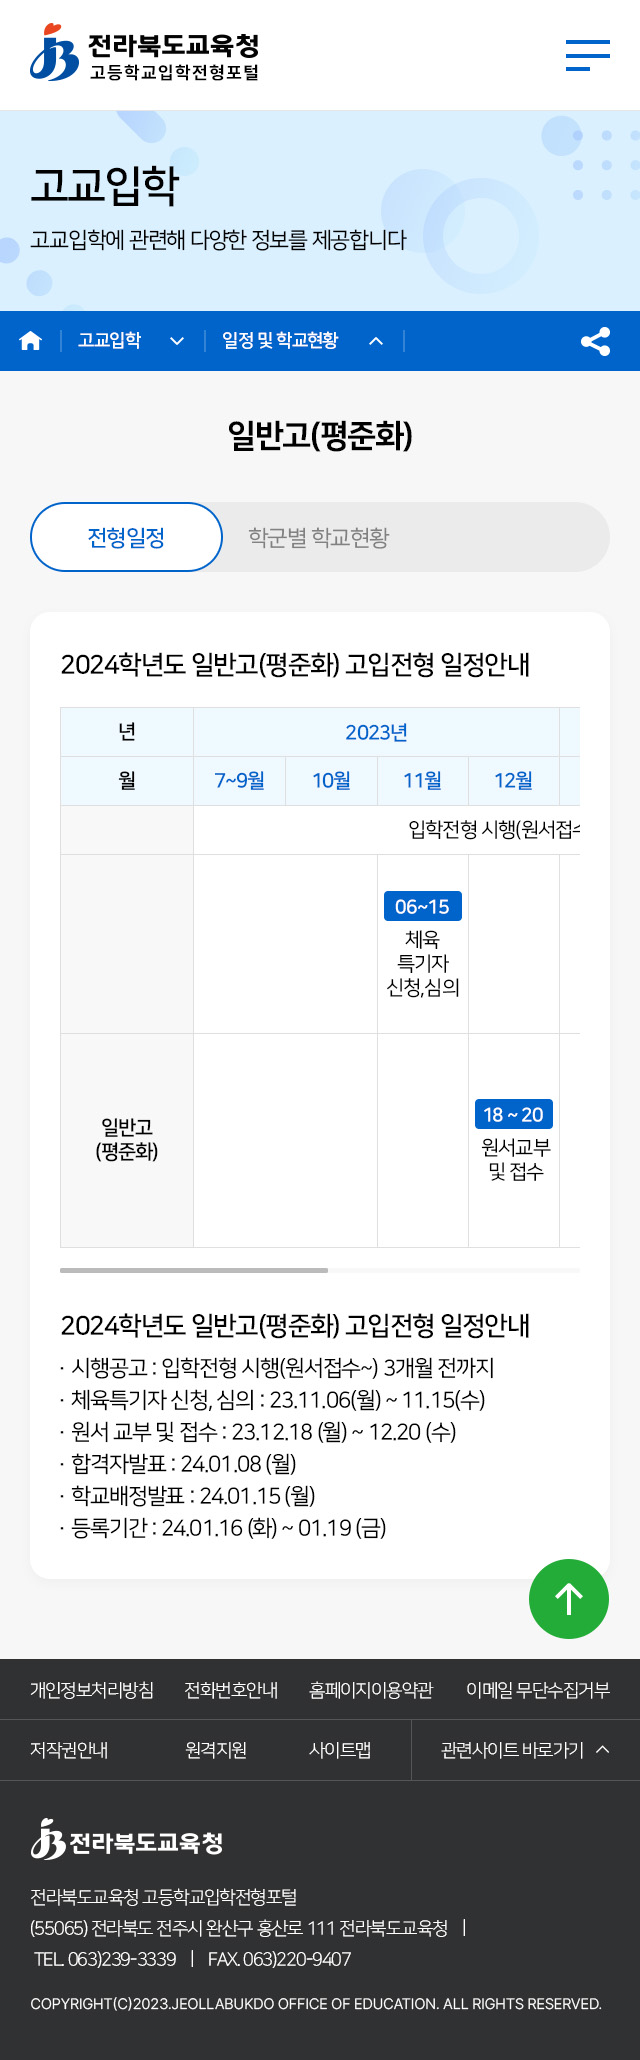 전라북도교육청
고등학교입학전형포털
고교입학
고교입학에 관련해 다양한 정보를 제공합니다
고교입학 일정 및 학교현황
일반고(평준화)
전형일정 학군별 학교현황
2024학년도 일반고(평준화) 고입전형 일정안내
년 2023년
월 7~9월 10월 11월 12월
입학전형 시행(원서접수
06~15
체육
특기자
신청,심의
일반고
(평준화)
18 ~ 20
원서교부
및 접수
2024학년도 일반고(평준화) 고입전형 일정안내
· 시행공고 : 입학전형 시행(원서접수~) 3개월 전까지
· 체육특기자 신청, 심의 : 23.11.06(월) ~ 11.15(수)
· 원서 교부 및 접수 : 23.12.18 (월) ~ 12.20 (수)
· 합격자발표 : 24.01.08 (월)
· 학교배정발표 : 24.01.15 (월)
· 등록기간 : 24.01.16 (화) ~ 01.19 (금)
개인정보처리방침 전화번호안내 홈페이지이용약관 이메일 무단수집거부
저작권안내 원격지원 사이트맵 관련사이트 바로가기
전라북도교육청
전라북도교육청 고등학교입학전형포털
(55065) 전라북도 전주시 완산구 홍산로 111 전라북도교육청 |
TEL. 063)239-3339 | FAX. 063)220-9407
COPYRIGHT(C)2023.JEOLLABUKDO OFFICE OF EDUCATION. ALL RIGHTS RESERVED.